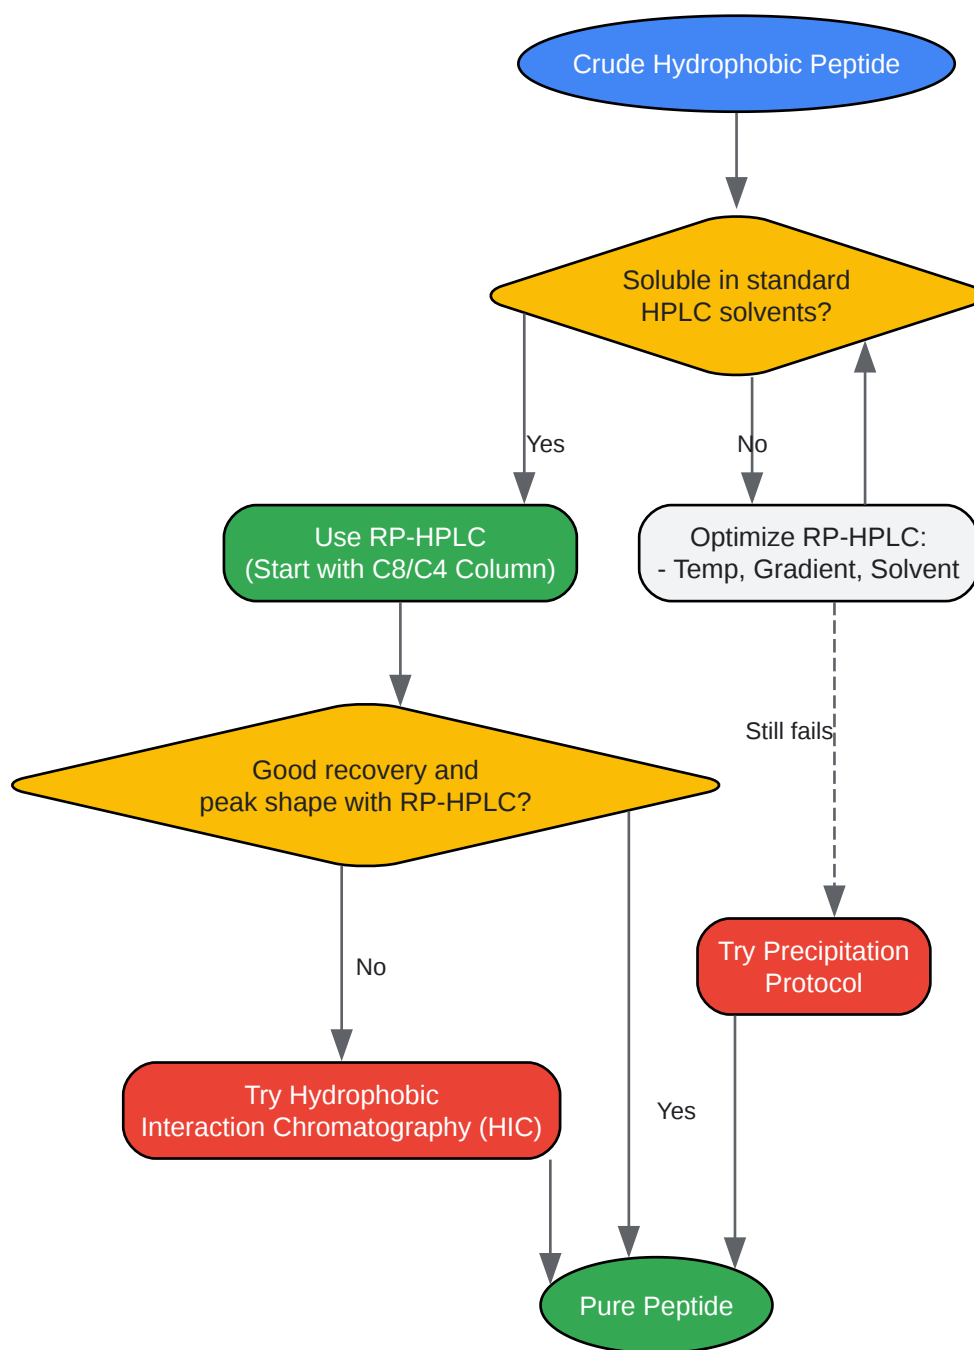 Crude Hydrophobic Peptide
Soluble in standard
HPLC solvents?
Yes
No
Use RP-HPLC
(Start with C8/C4 Column)
Optimize RP-HPLC:
- Temp, Gradient, Solvent
Still fails
Good recovery and
peak shape with RP-HPLC?
No
Try Precipitation
Protocol
Try Hydrophobic
Interaction Chromatography (HIC)
Yes
Pure Peptide